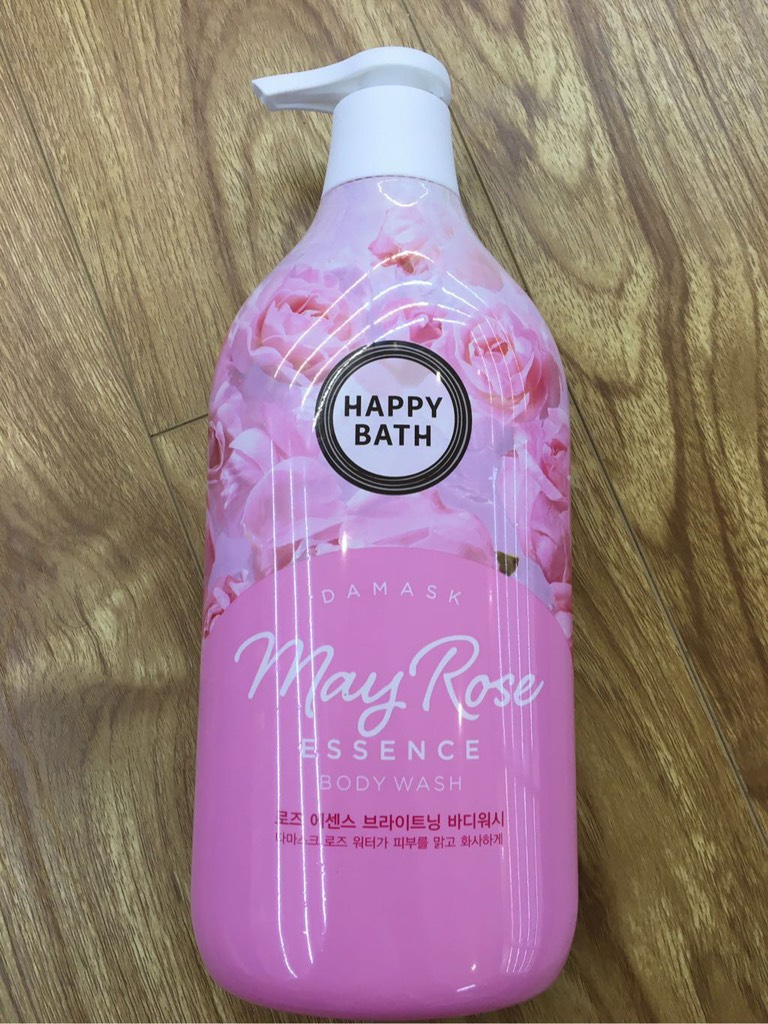 HAPPY
BATH
DAMASK
May Rose
ESSENCE
BODY WASH
로즈 에센스 브라이트닝 바디워시
다마스크 로즈 워터가 피부를 맑고 화사하게